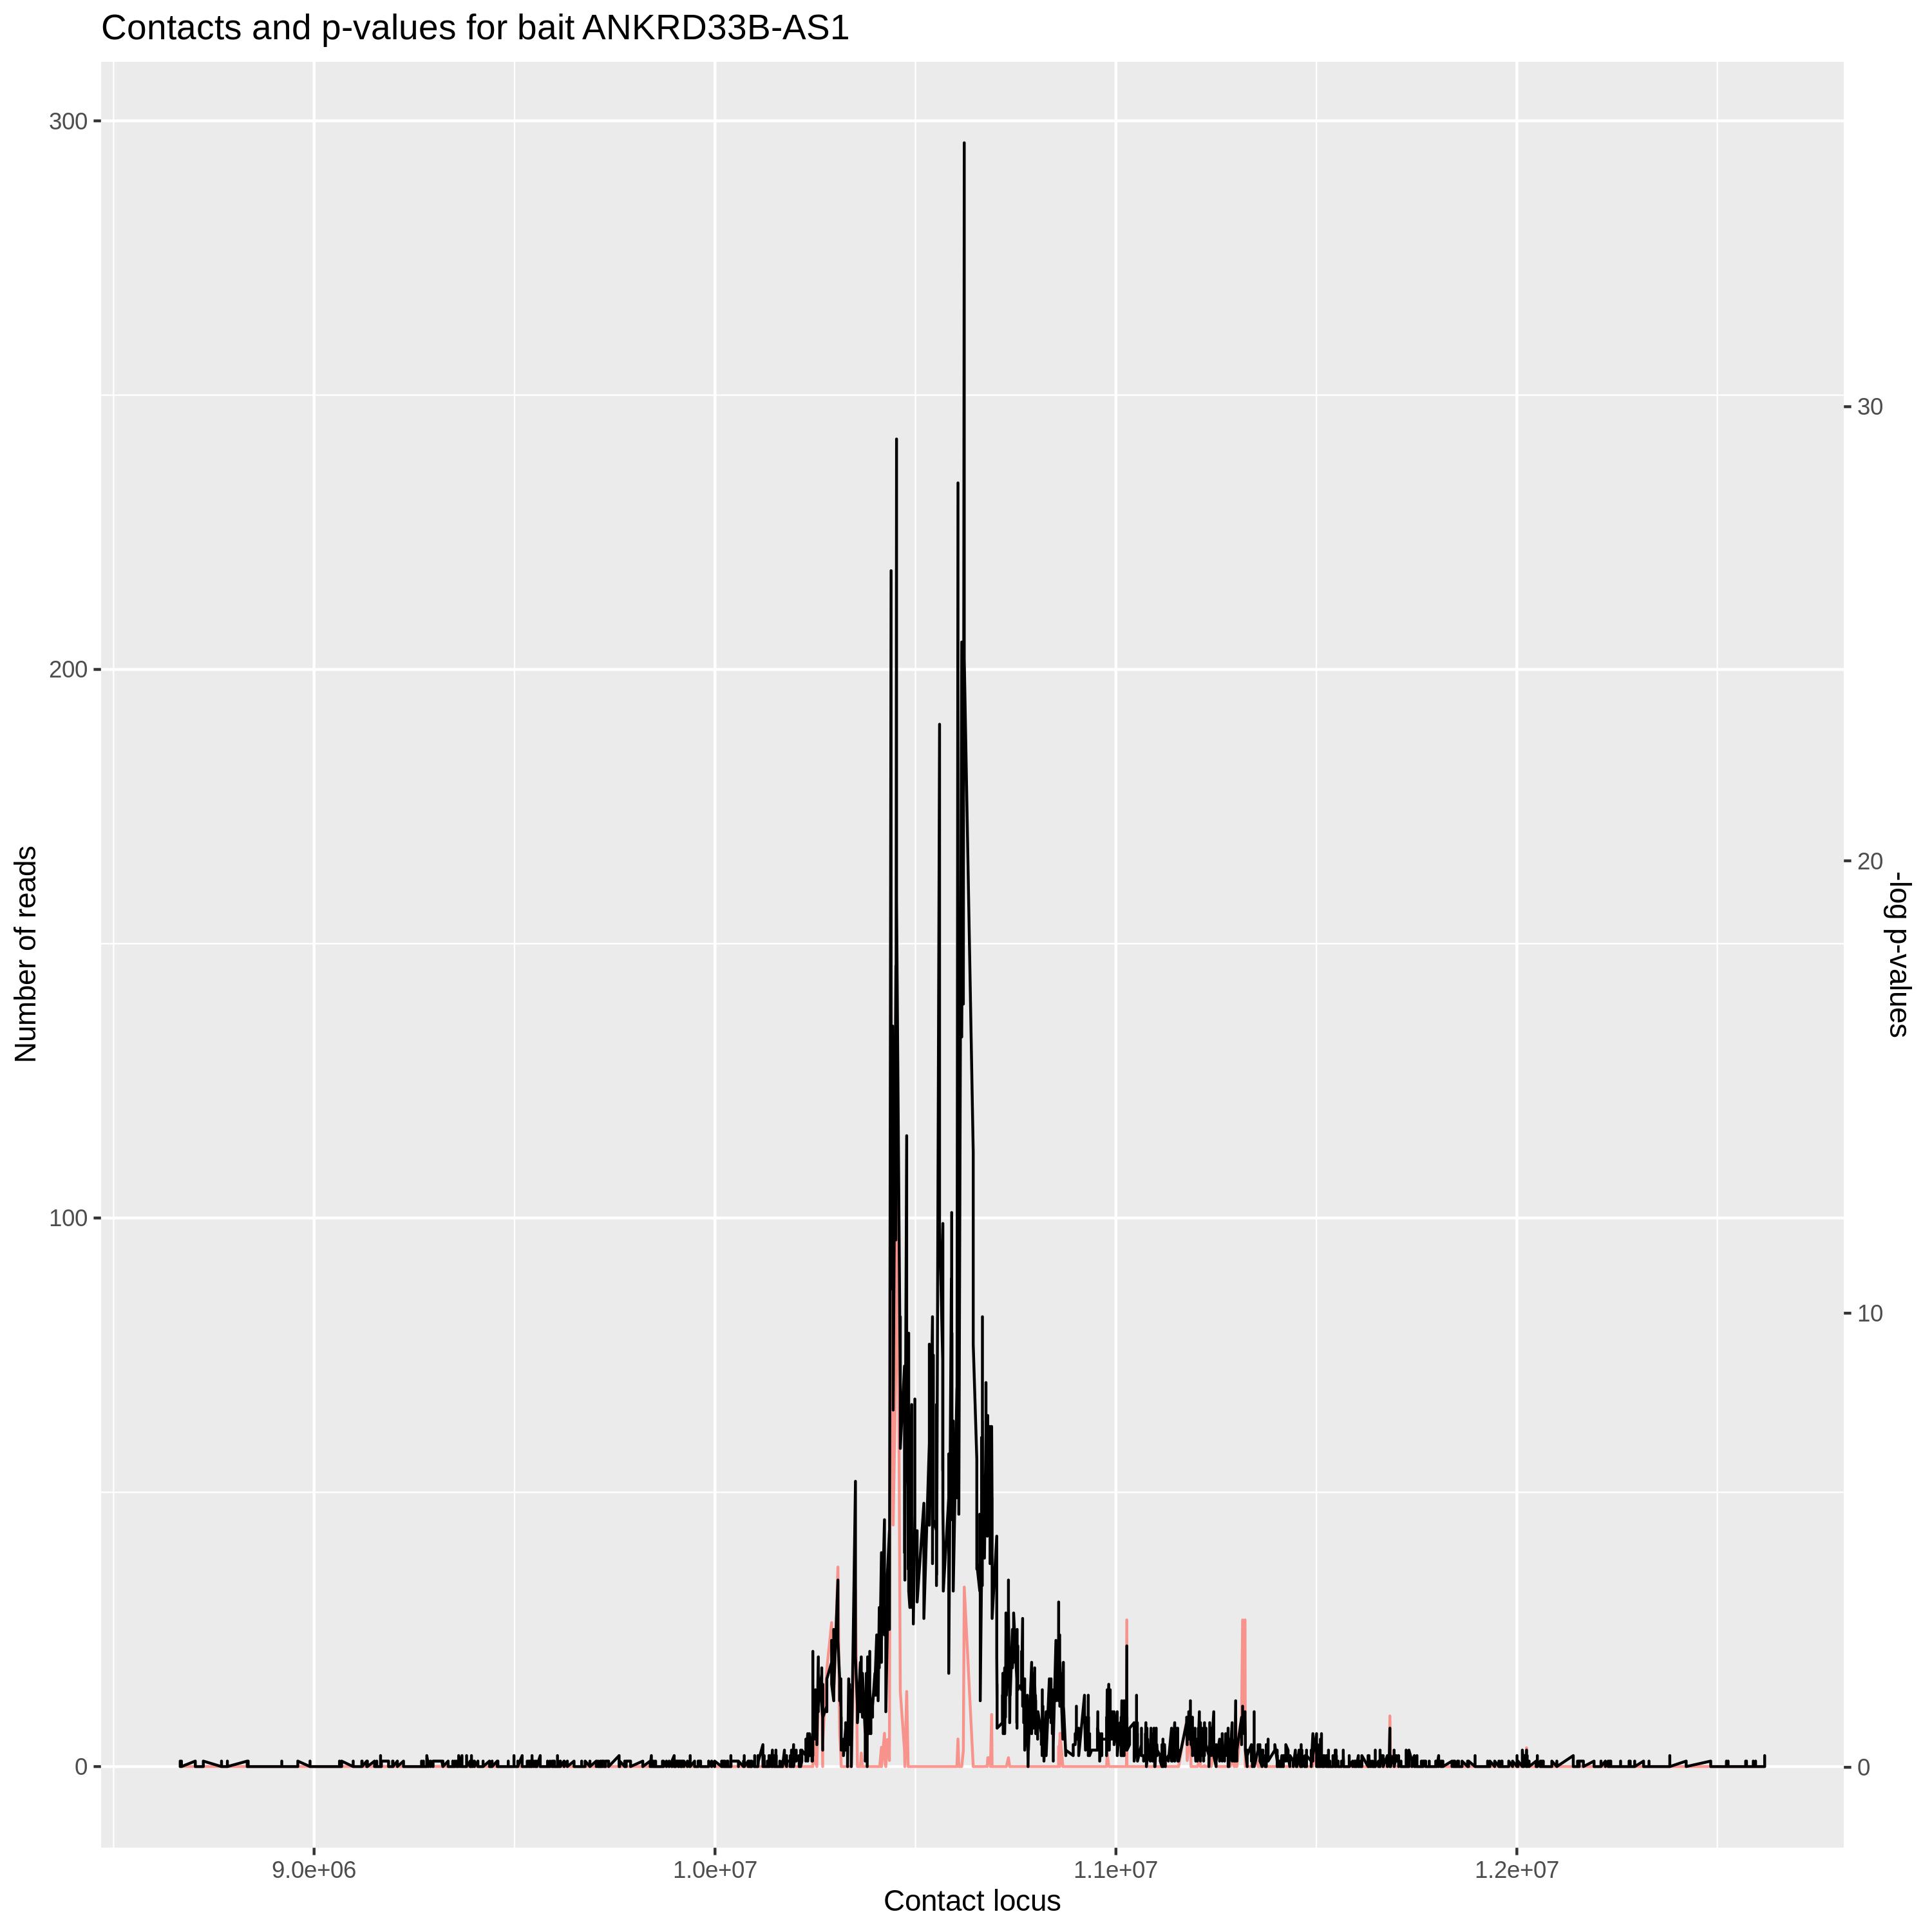 Contacts and p-values for bait ANKRD33B-AS1
300
200
100
0
Number of reads
30
20
10
0
-log p-values
9.0e+06
1.0e+07
1.1e+07
1.2e+07
Contact locus